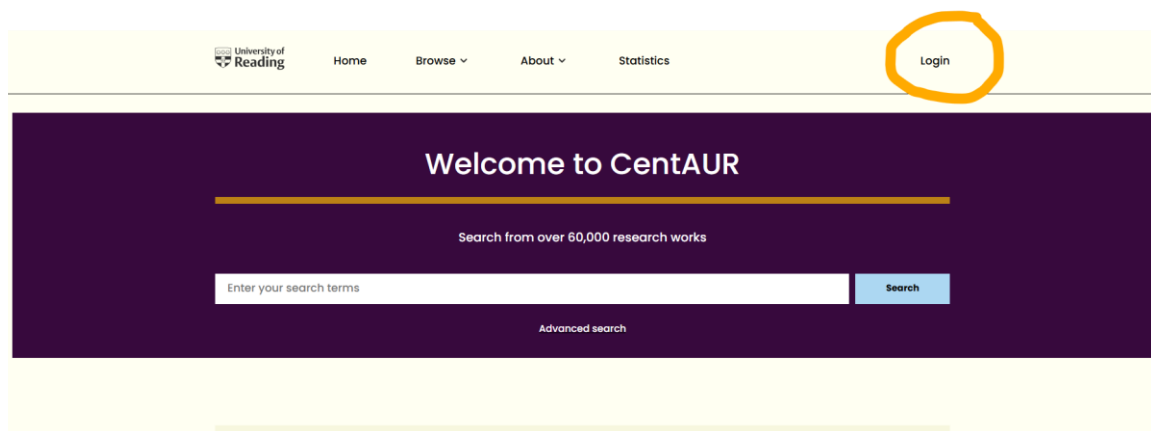 University of
Reading
Home
Browse
About
Statistics
Login
Welcome to CentAUR
Search from over 60,000 research works
Enter your search terms
Search
Advanced search